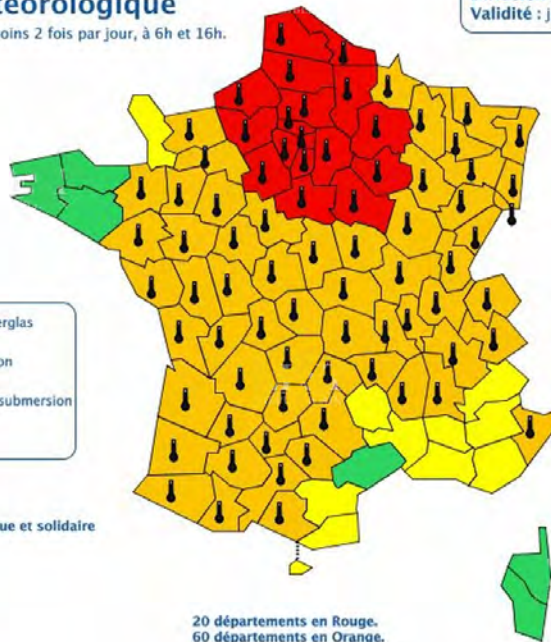 téorologique
oins 2 fois par jour, à 6h et 16h.
Validité : j
erglas
on
submersion
ue et solidaire
20 départements en Rouge.
60 départements en Orange.